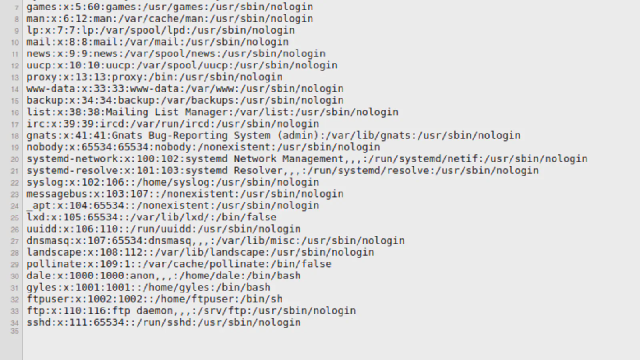 7 games:x:5:60:games:/usr/games:/usr/sbin/nologin
8 man:x:6:12:man:/var/cache/man:/usr/sbin/nologin
9 lp:x:7:7:lp:/var/spool/lpd:/usr/sbin/nologin
10 mail:x:8:8:mail:/var/mail:/usr/sbin/nologin
11 news:x:9:9:news:/var/spool/news:/usr/sbin/nologin
12 uucp:x:10:10:uucp:/var/spool/uucp:/usr/sbin/nologin
13 proxy:x:13:13:proxy:/bin:/usr/sbin/nologin
14 www-data:x:33:33:www-data:/var/www:/usr/sbin/nologin
15 backup:x:34:34:backup:/var/backups:/usr/sbin/nologin
16 list:x:38:38:Mailing List Manager:/var/list:/usr/sbin/nologin
17 irc:x:39:39:ircd:/var/run/ircd:/usr/sbin/nologin
18 gnats:x:41:41:Gnats Bug-Reporting System (admin):/var/lib/gnats:/usr/sbin/nologin
19 nobody:x:65534:65534:nobody:/nonexistent:/usr/sbin/nologin
20 systemd-network:x:100:102:systemd Network Management,,,:/run/systemd/netif:/usr/sbin/nologin
21 systemd-resolve:x:101:103:systemd Resolver,,,:/run/systemd/resolve:/usr/sbin/nologin
22 syslog:x:102:106::/home/syslog:/usr/sbin/nologin
23 messagebus:x:103:107::/nonexistent:/usr/sbin/nologin
24 _apt:x:104:65534::/nonexistent:/usr/sbin/nologin
25 lxd:x:105:65534::/var/lib/lxd/:/bin/false
26 uuidd:x:106:110::/run/uuidd:/usr/sbin/nologin
27 dnsmasq:x:107:65534:dnsmasq,,,:/var/lib/misc:/usr/sbin/nologin
28 landscape:x:108:112::/var/lib/landscape:/usr/sbin/nologin
29 pollinate:x:109:1::/var/cache/pollinate:/bin/false
30 dale:x:1000:1000:anon,,,:/home/dale:/bin/bash
31 gyles:x:1001:1001::/home/gyles:/bin/bash
32 ftpuser:x:1002:1002::/home/ftpuser:/bin/sh
33 ftp:x:110:116:ftp daemon,,,:/srv/ftp:/usr/sbin/nologin
34 sshd:x:111:65534::/run/sshd:/usr/sbin/nologin
35